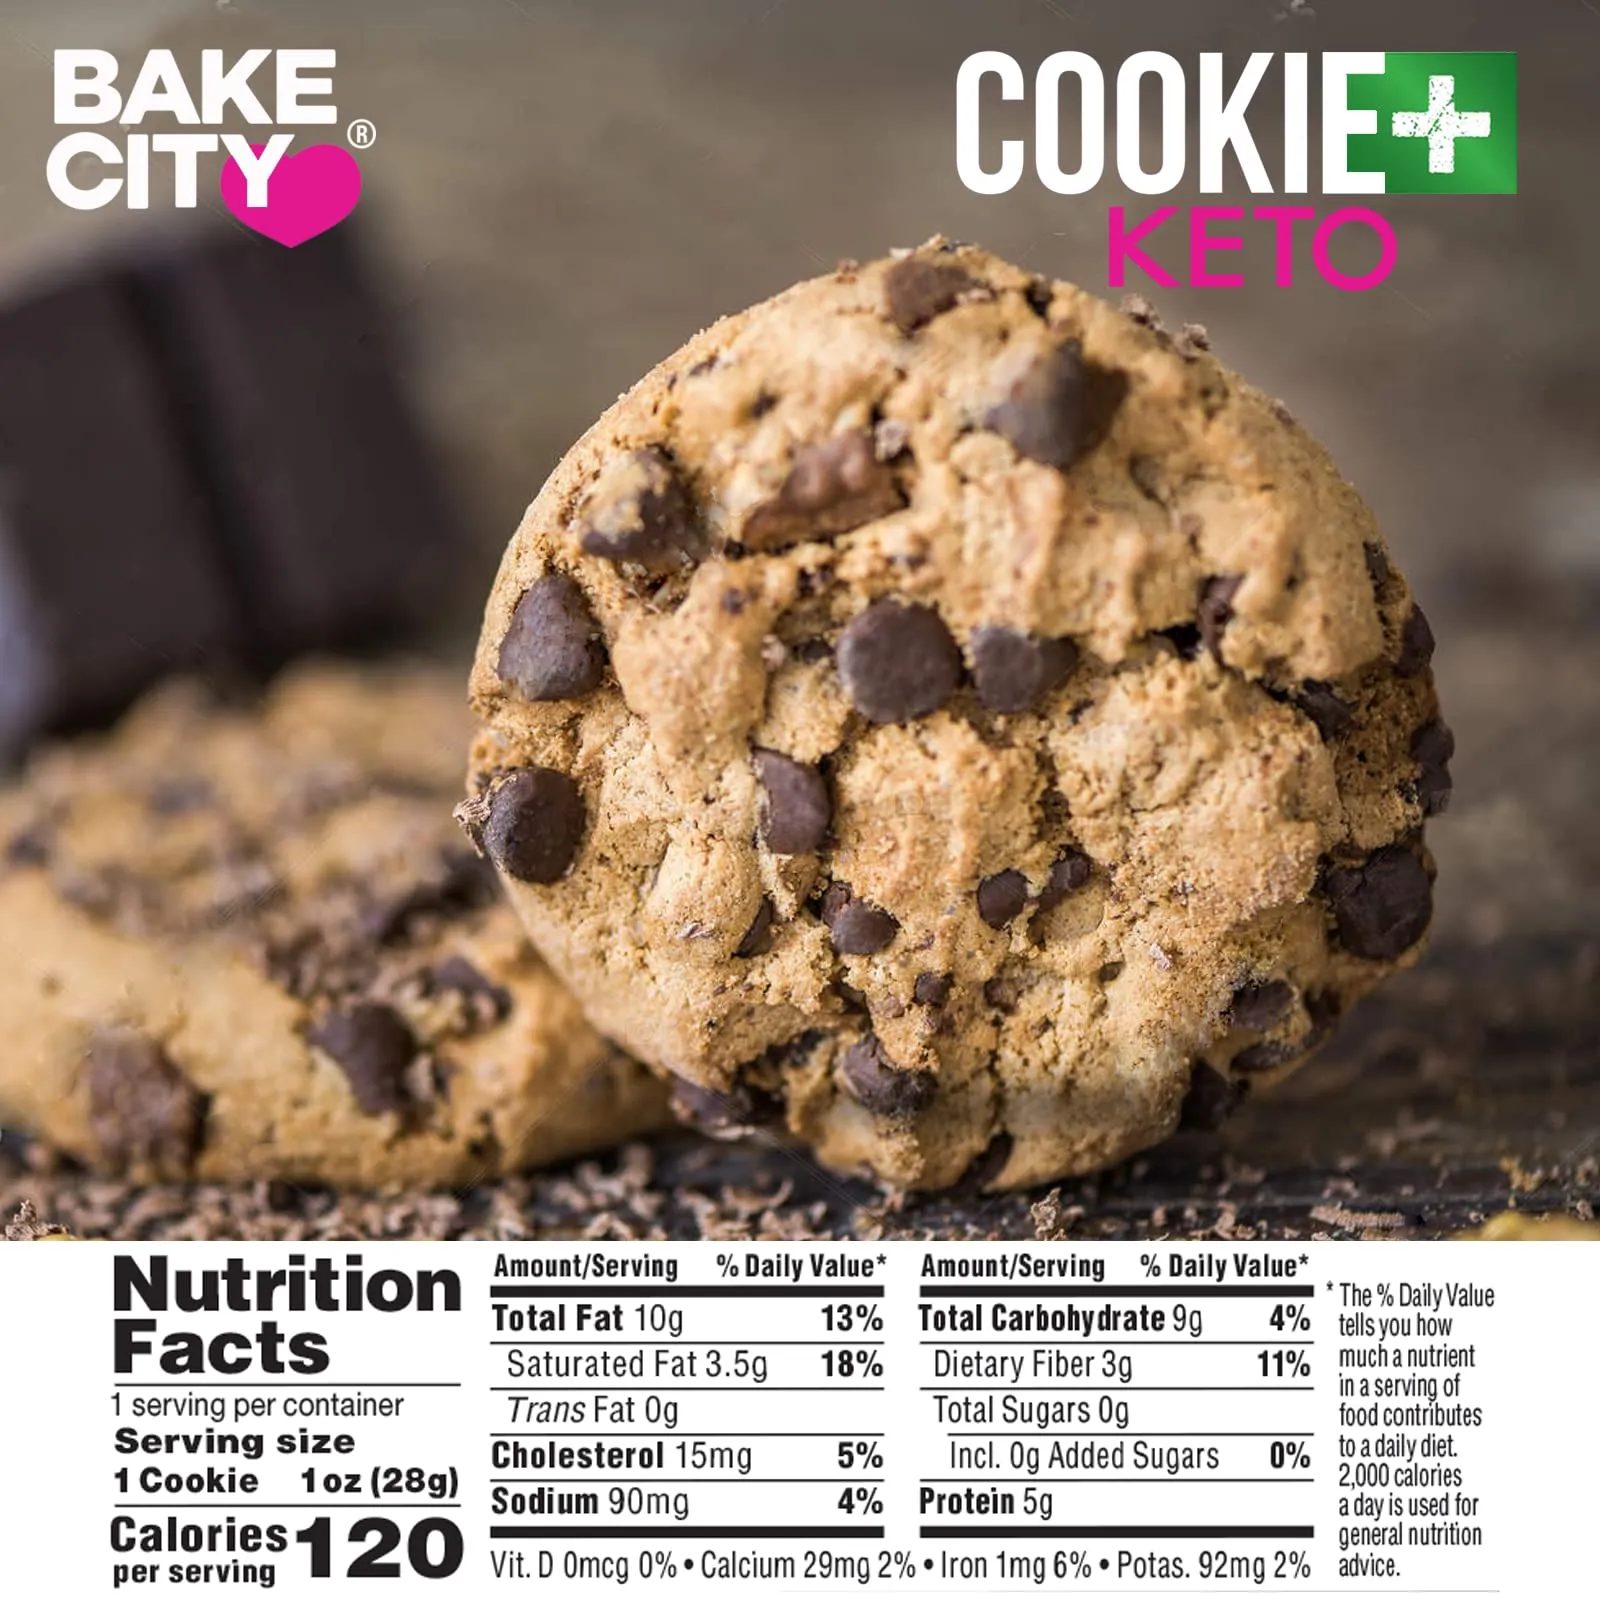 BAKE
CITY®
COOKIE+
KETO
Nutrition
Facts
1 serving per container
Serving size
1 Cookie 1 oz (28g)
Calories 120
per serving
Amount/Serving % Daily Value*
Total Fat 10g 13%
Saturated Fat 3.5g 18%
Trans Fat 0g
Cholesterol 15mg 5%
Sodium 90mg 4%
Amount/Serving % Daily Value*
Total Carbohydrate 9g 4%
Dietary Fiber 3g 11%
Total Sugars 0g
Incl. 0g Added Sugars 0%
Protein 5g
Vit. D 0mcg 0% • Calcium 29mg 2% • Iron 1mg 6% • Potas. 92mg 2%
* The % Daily Value
tells you how
much a nutrient
in a serving of
food contributes
to a daily diet.
2,000 calories
a day is used for
general nutrition
advice.